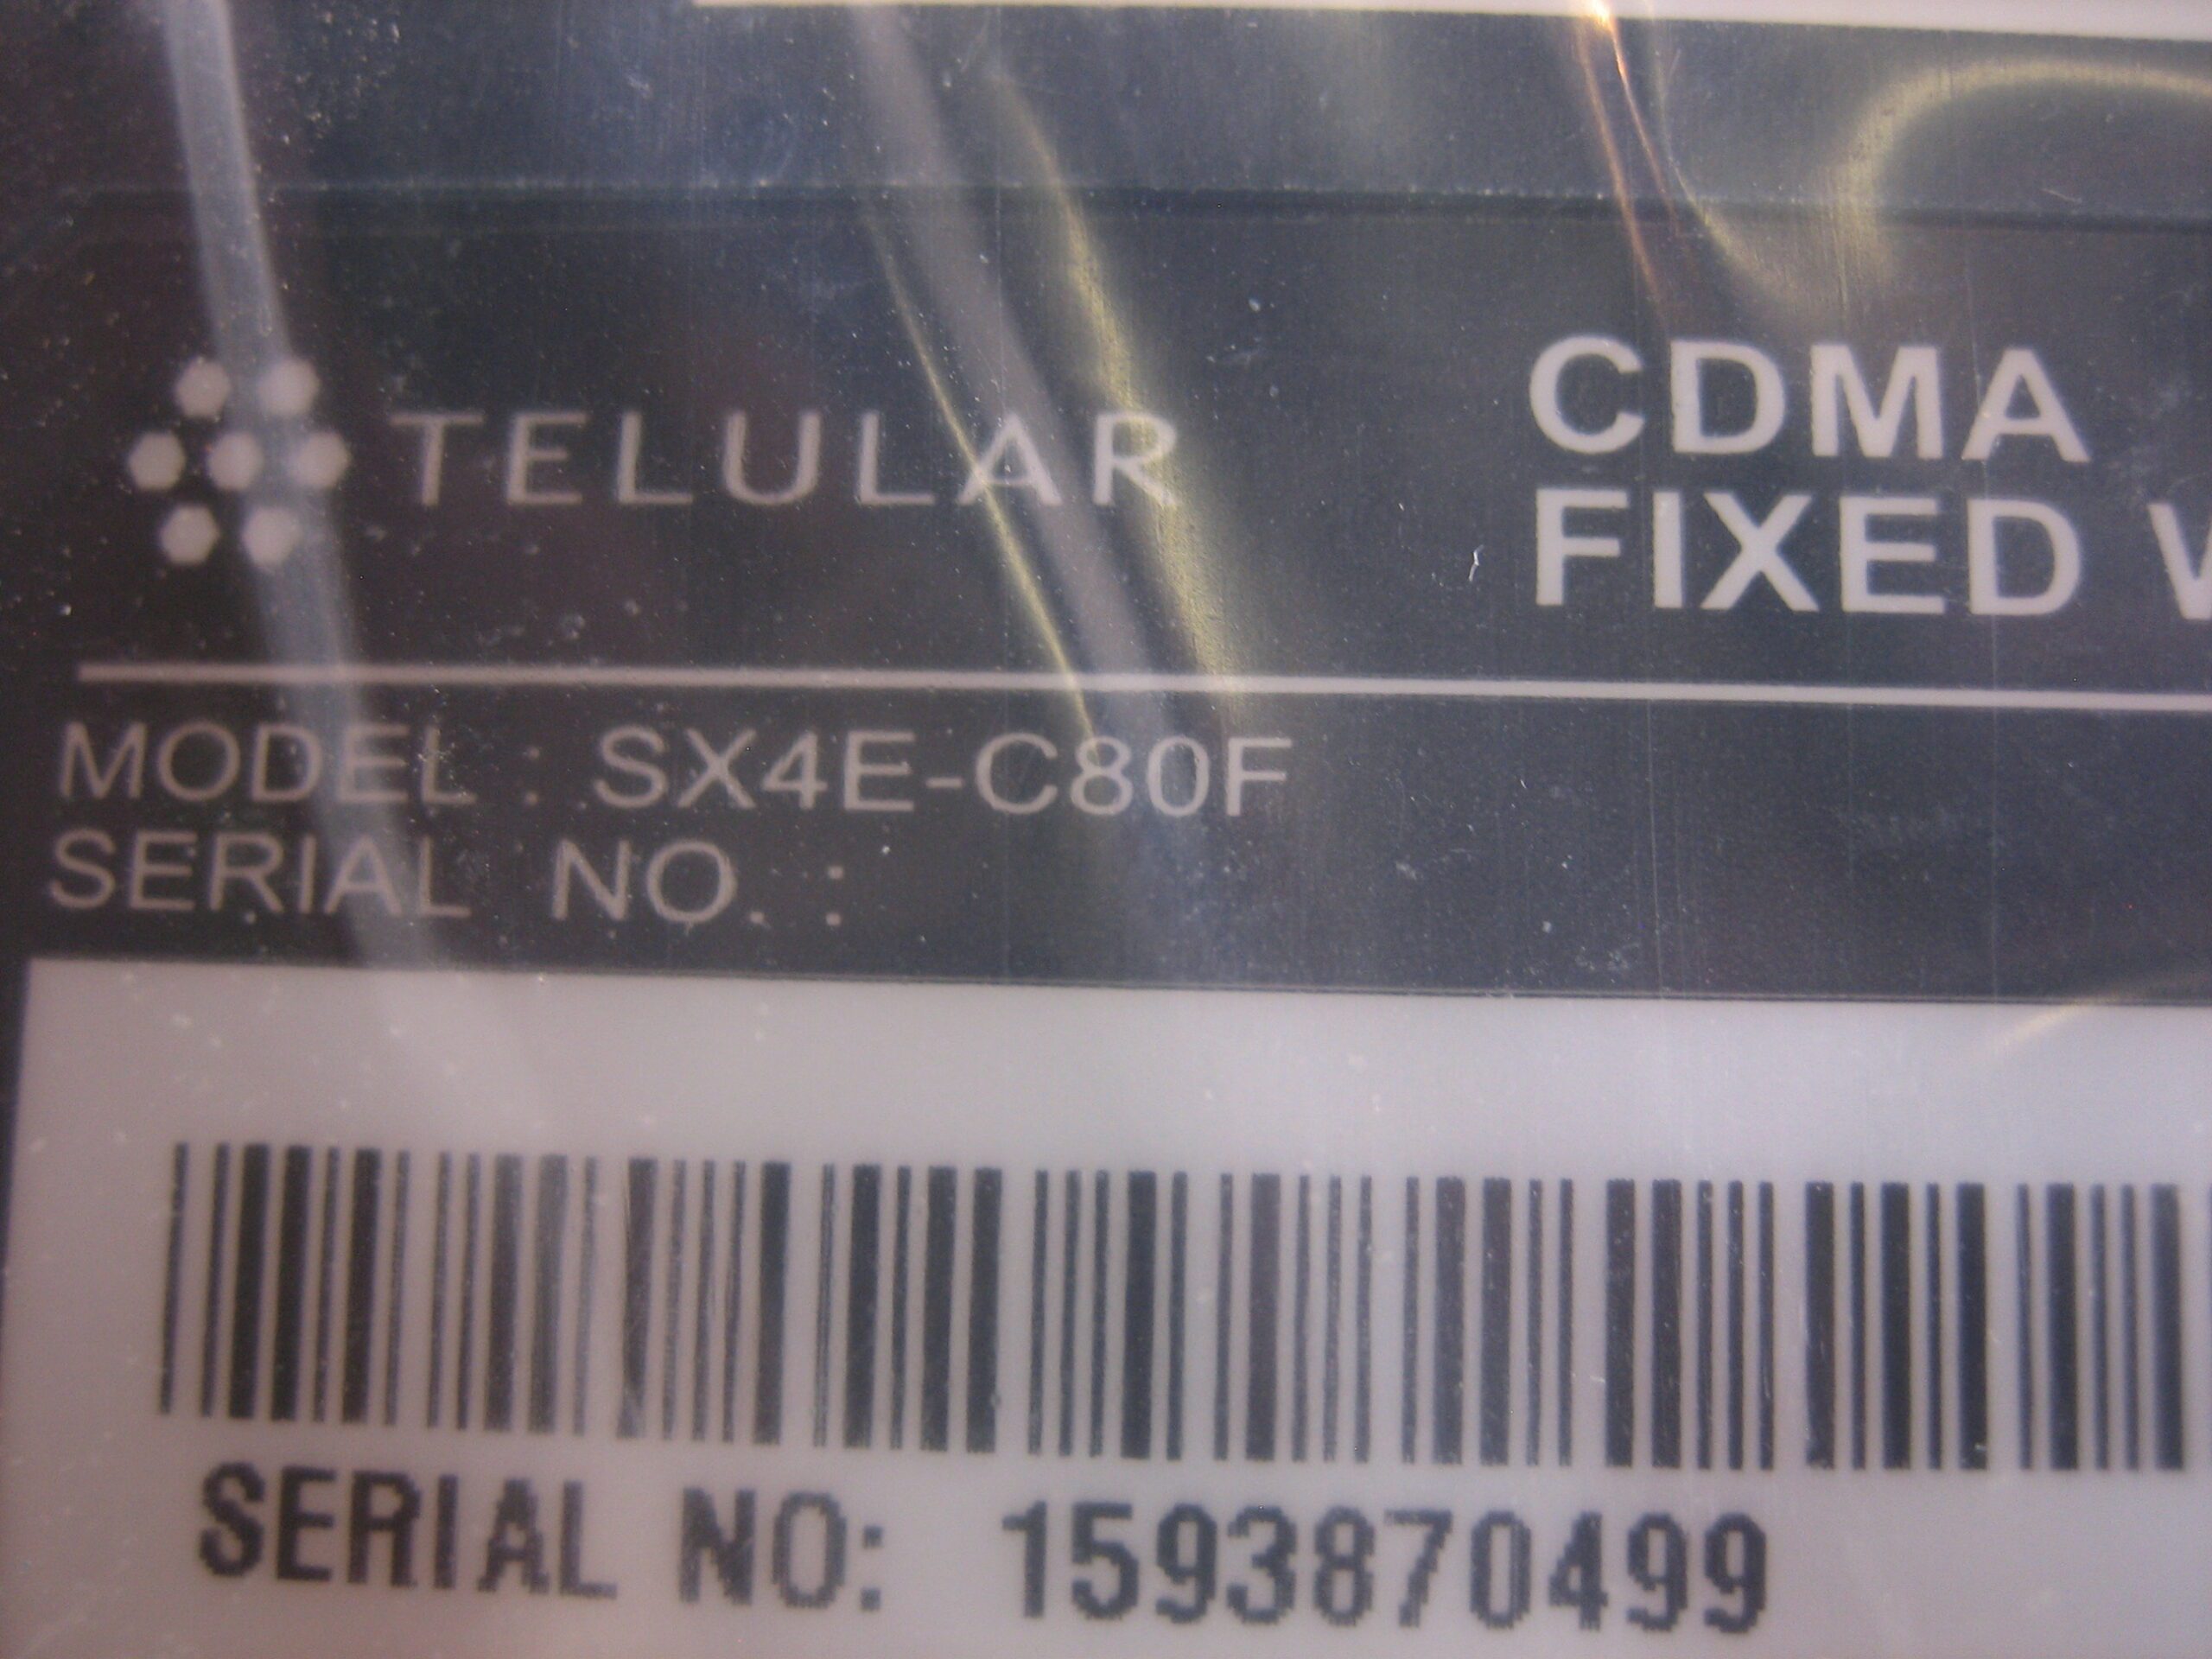 TELULAR
CDMA
FIXED
MODEL : SX4E-C80F
SERIAL NO. :
SERIAL NO: 1593870499